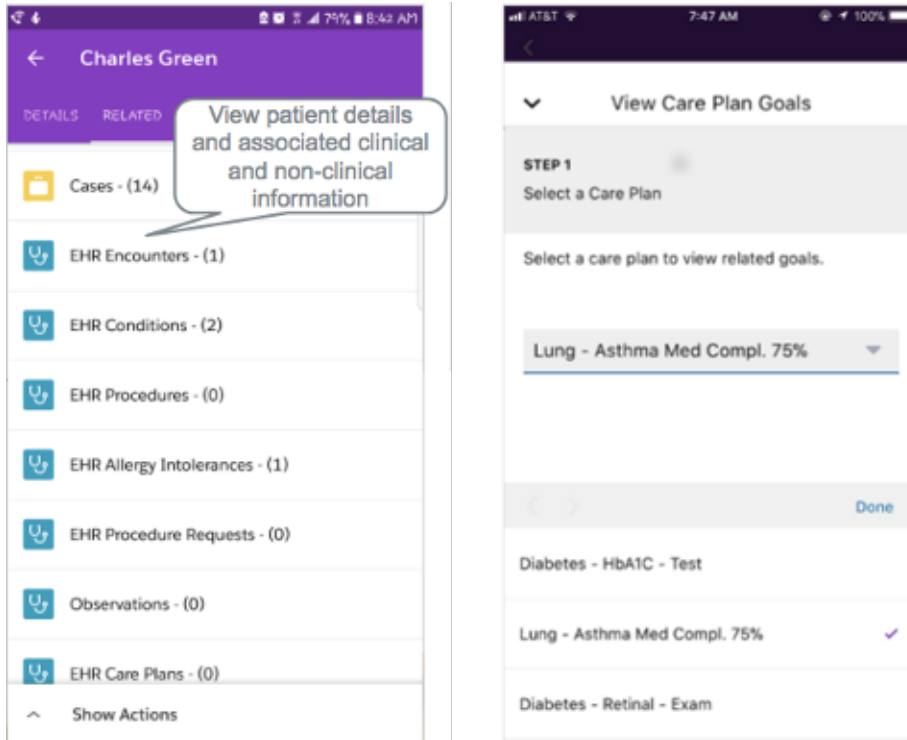 79% 8:42 AM
Charles Green
DETAILS RELATED
View patient details
and associated clinical
and non-clinical
information
Cases - (14)
EHR Encounters - (1)
EHR Conditions - (2)
EHR Procedures - (0)
EHR Allergy Intolerances - (1)
EHR Procedure Requests - (0)
Observations - (0)
EHR Care Plans - (0)
Show Actions
AT&T 7:47 AM 100%
View Care Plan Goals
STEP 1
Select a Care Plan
Select a care plan to view related goals.
Lung - Asthma Med Compl. 75%
Done
Diabetes - HbA1C - Test
Lung - Asthma Med Compl. 75%
Diabetes - Retinal - Exam